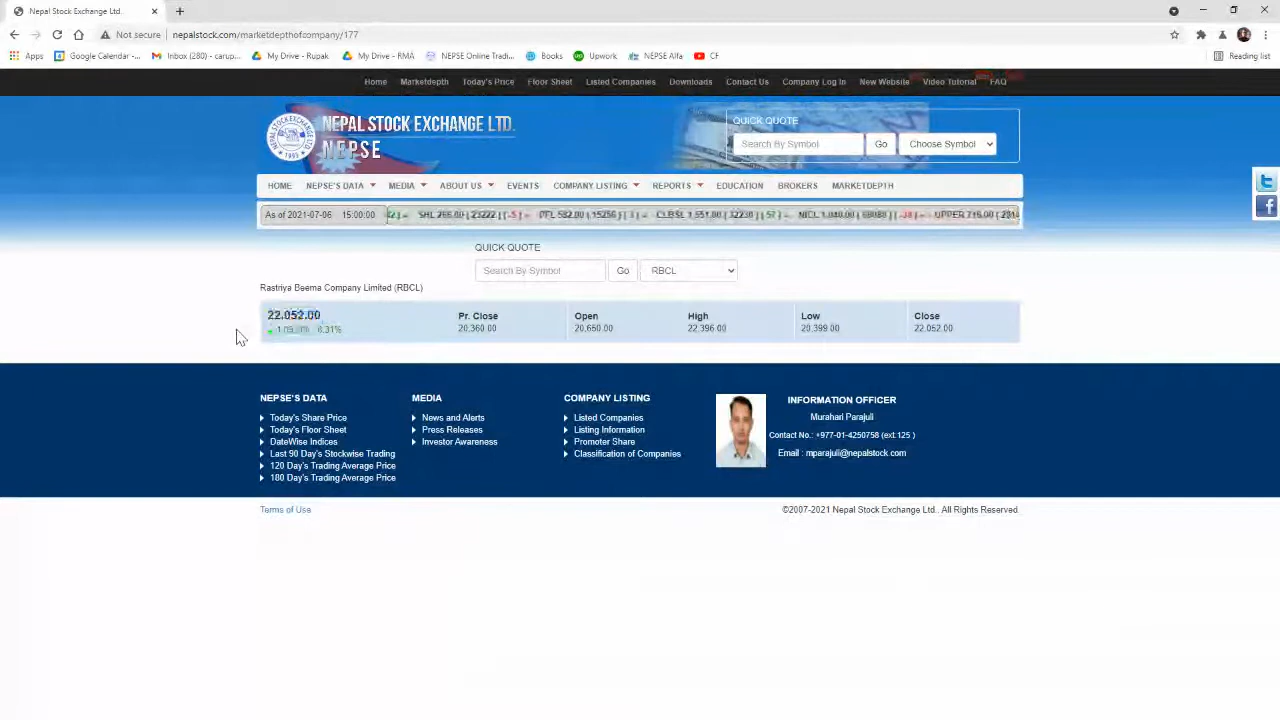 Nepal Stock Exchange Ltd.
Not secure nepalstock.com/marketdepthofcompany/177
Apps Google Calendar -... Inbox (280) - carup... My Drive - Rupak My Drive - RMA NEPSE Online Tradi... Books Upwork NEPSE Alfa CF Reading list
Home Marketdepth Today's Price Floor Sheet Listed Companies Downloads Contact Us Company Log In New Website Video Tutorial FAQ
NEPAL STOCK EXCHANGE LTD.
NEPSE
QUICK QUOTE
Search By Symbol Go Choose Symbol
HOME NEPSE'S DATA MEDIA ABOUT US EVENTS COMPANY LISTING REPORTS EDUCATION BROKERS MARKETDEPTH
As of 2021-07-06 15:00:00
QUICK QUOTE
Search By Symbol Go RBCL
Rastriya Beema Company Limited (RBCL)
22,052.00 Pr. Close Open High Low Close
8.31% 20,360.00 20,650.00 22,396.00 20,399.00 22,052.00
NEPSE'S DATA
Today's Share Price
Today's Floor Sheet
DateWise Indices
Last 90 Day's Stockwise Trading
120 Day's Trading Average Price
180 Day's Trading Average Price
MEDIA
News and Alerts
Press Releases
Investor Awareness
COMPANY LISTING
Listed Companies
Listing Information
Promoter Share
Classification of Companies
INFORMATION OFFICER
Murahari Parajuli
Contact No.: +977-01-4250758 (ext.125 )
Email : mparajuli@nepalstock.com
Terms of Use
©2007-2021 Nepal Stock Exchange Ltd.. All Rights Reserved.